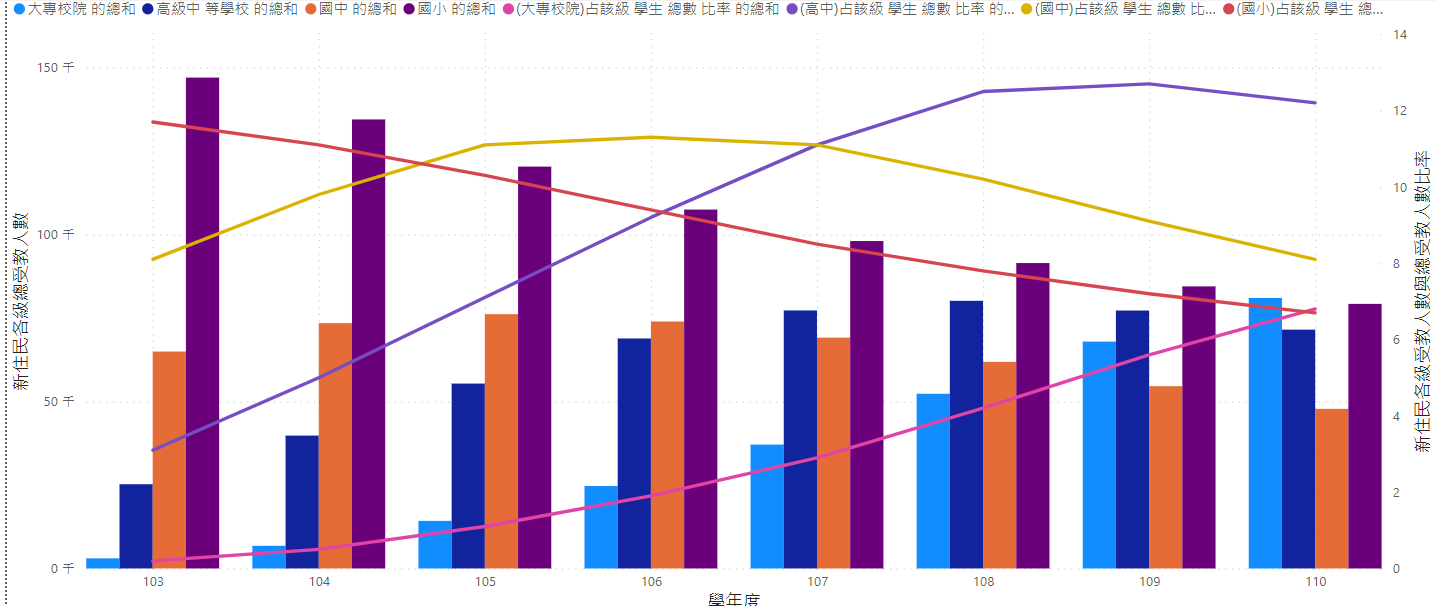 大專校院 的總和 高級中 等學校 的總和 國中 的總和 國小 的總和 (大專校院)占該級 學生 總數 比率 的總和 (高中)占該級 學生 總數 比率 的... (國中)占該級 學生 總數 比... (國小)占該級 學生 總...
新住民各級總受教人數
150 千
100 千
50 千
0 千
14
12
10
8
6
4
2
0
新住民各級受教人數與總受教人數比率
103 104 105 106 107 108 109 110
學年度